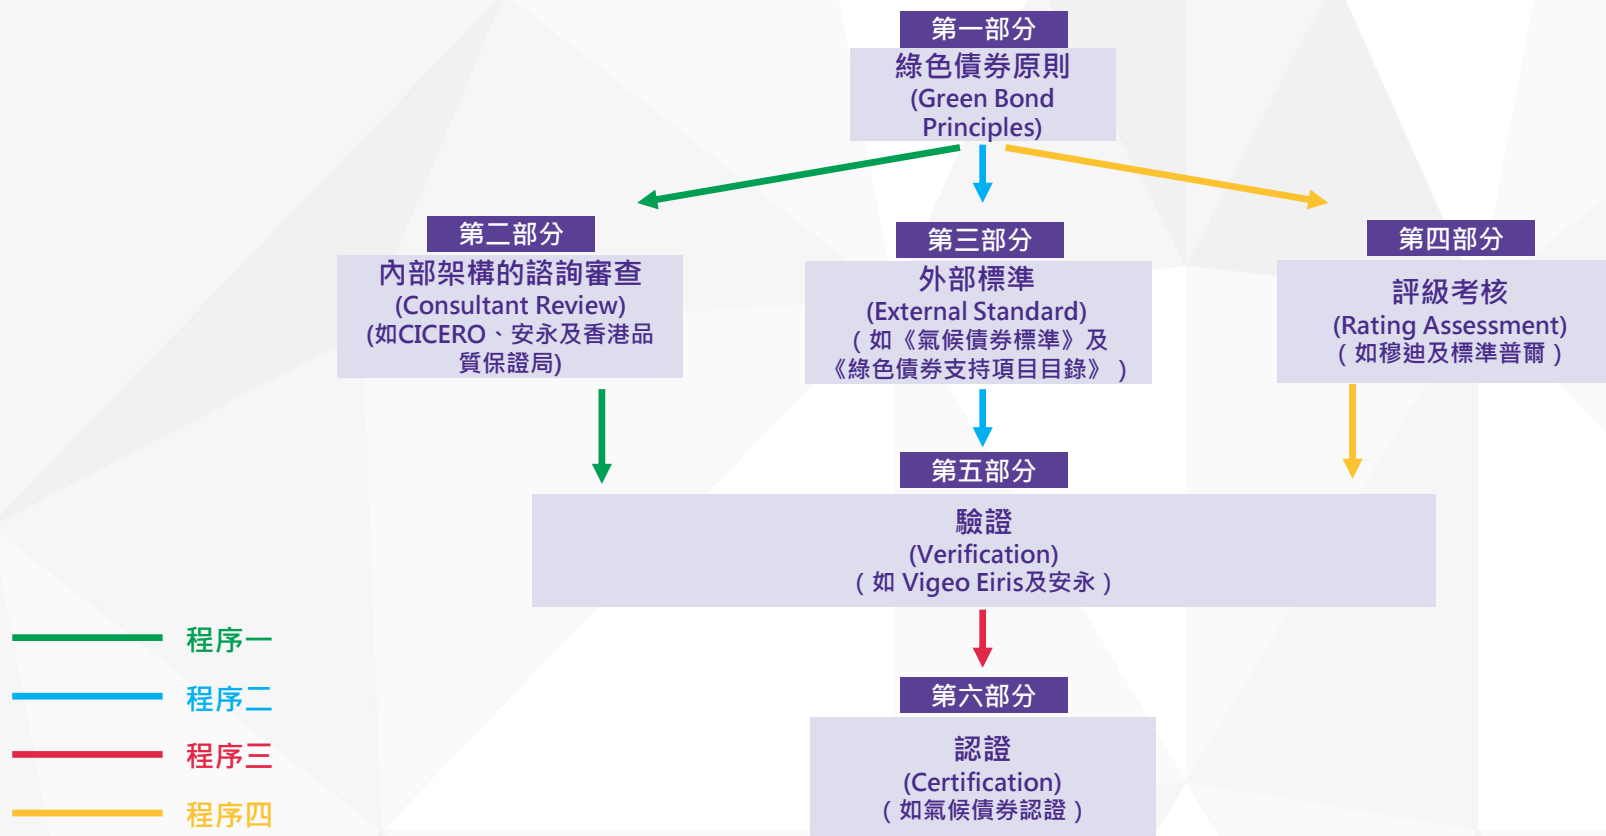 第一部分
綠色債券原則
(Green Bond
Principles)
第二部分
內部架構的諮詢審查
(Consultant Review)
(如CICERO、安永及香港品
質保證局)
第三部分
外部標準
(External Standard)
（如《氣候債券標準》及
《綠色債券支持項目目錄》）
第四部分
評級考核
(Rating Assessment)
（如穆迪及標準普爾）
第五部分
驗證
(Verification)
（如 Vigeo Eiris及安永）
第六部分
認證
(Certification)
（如氣候債券認證）
程序一
程序二
程序三
程序四